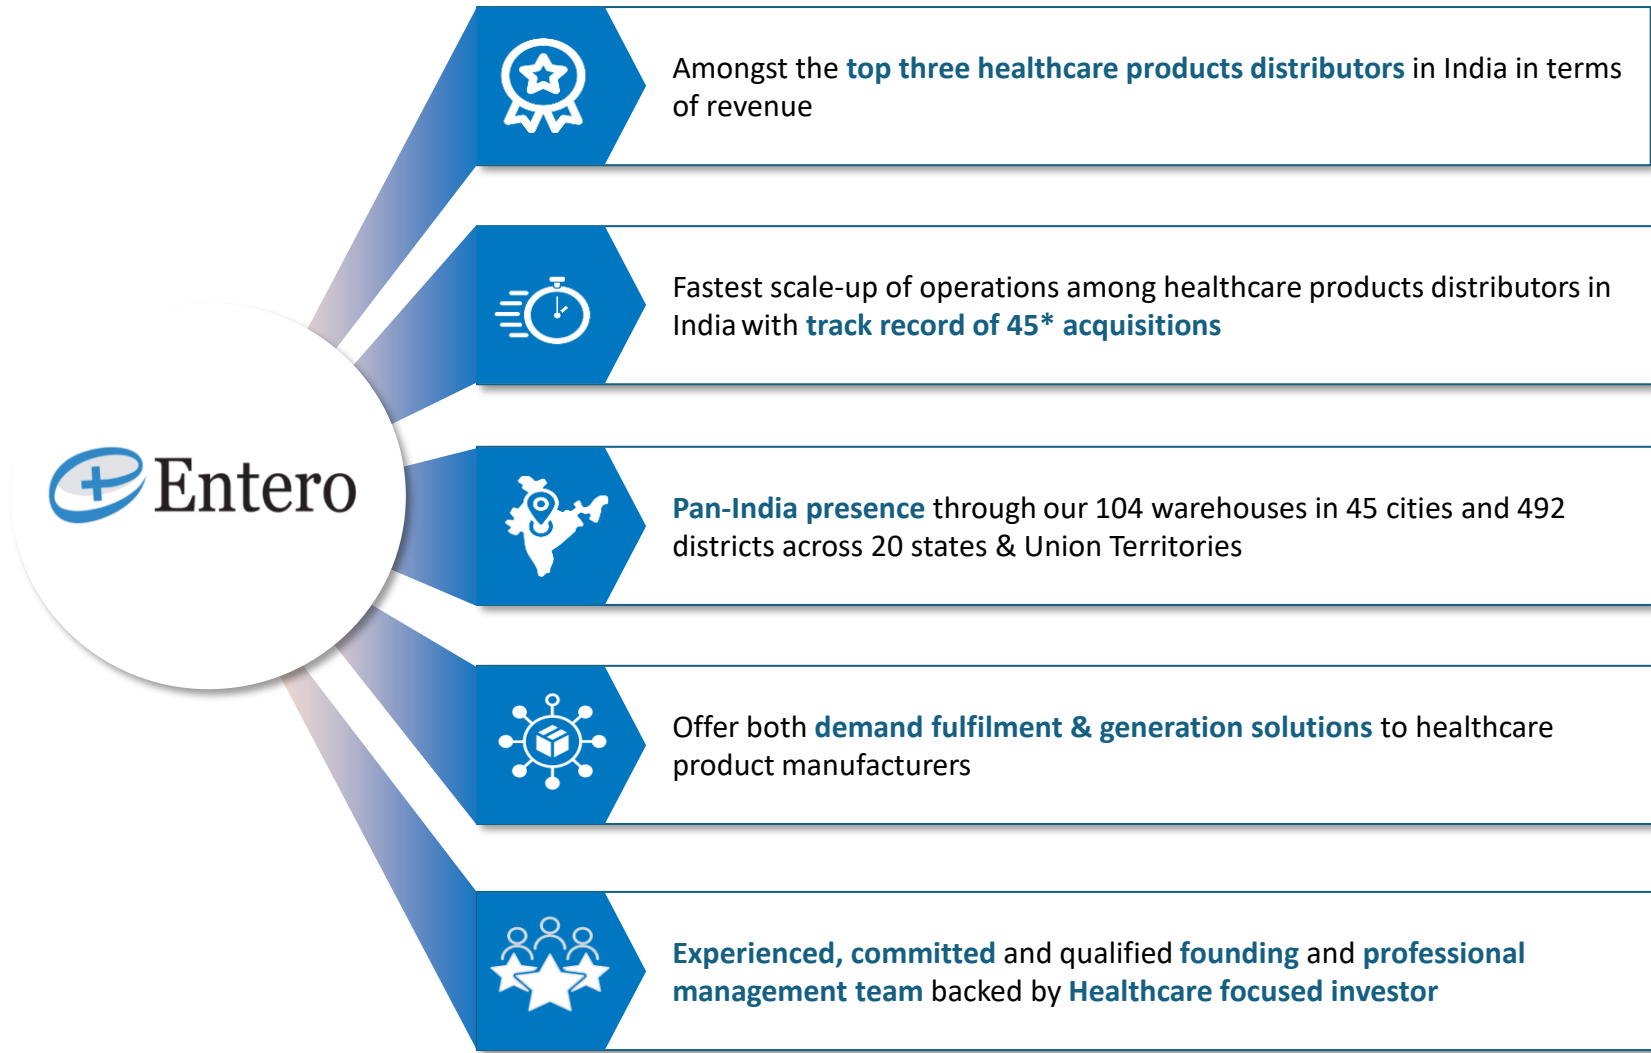 Amongst the top three healthcare products distributors in India in terms
of revenue
Fastest scale-up of operations among healthcare products distributors in
India with track record of 45* acquisitions
Entero
Pan-India presence through our 104 warehouses in 45 cities and 492
districts across 20 states & Union Territories
Offer both demand fulfilment & generation solutions to healthcare
product manufacturers
Experienced, committed and qualified founding and professional
management team backed by Healthcare focused investor